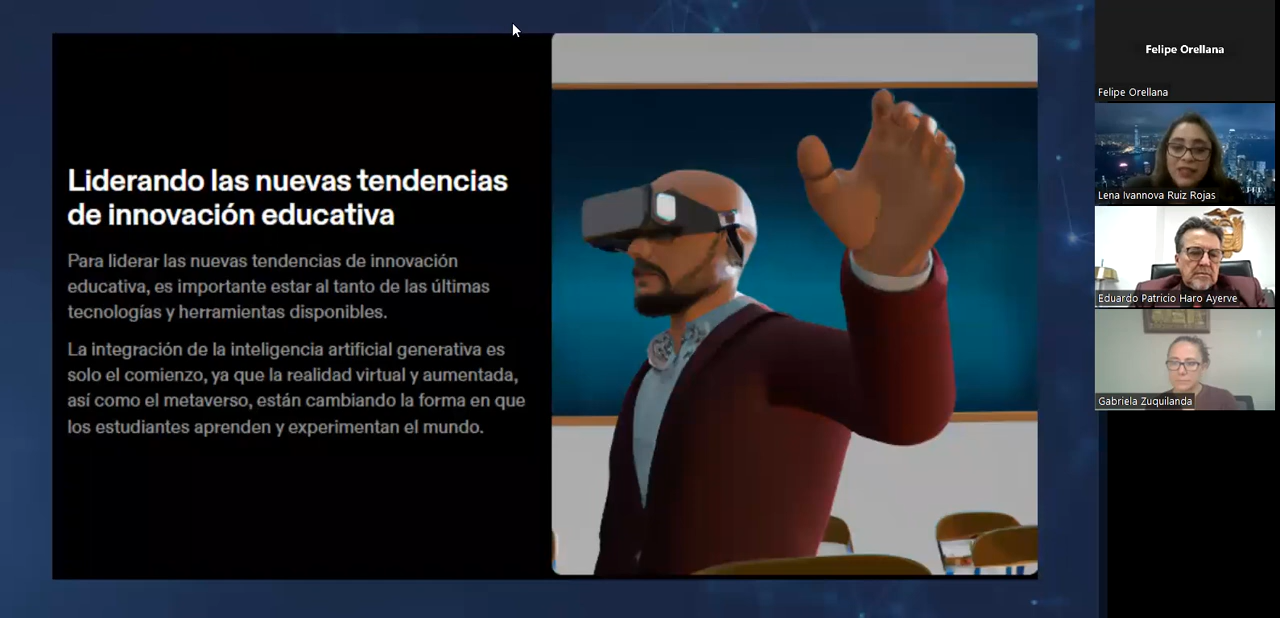 Liderando las nuevas tendencias
de innovación educativa
Para liderar las nuevas tendencias de innovación
educativa, es importante estar al tanto de las últimas
tecnologías y herramientas disponibles.
La integración de la inteligencia artificial generativa es
solo el comienzo, ya que la realidad virtual y aumentada,
así como el metaverso, están cambiando la forma en que
los estudiantes aprenden y experimentan el mundo.
Felipe Orellana
Felipe Orellana
Lena Ivannova Ruiz Rojas
Eduardo Patricio Haro Ayerve
Gabriela Zuquilanda